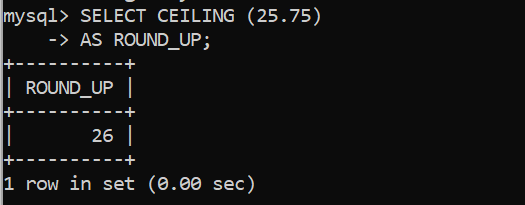 mysql> SELECT CEILING (25.75)
    -> AS ROUND_UP;
+----------+
| ROUND_UP |
+----------+
|       26 |
+----------+
1 row in set (0.00 sec)